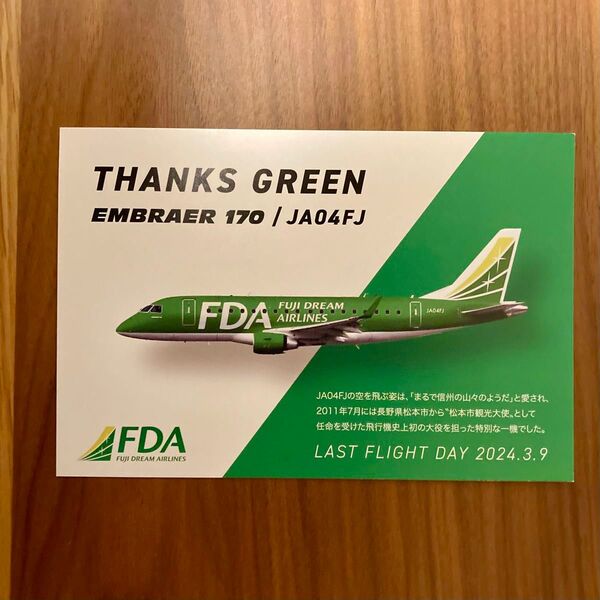 THANKS GREEN
EMBRAER 170 / JA04FJ
FDA FUJI DREAM
AIRLINES
JA04FJ
JA04FJの空を飛ぶ姿は、「まるで信州の山々のようだ」と愛され、
2011年7月には長野県松本市から"松本市観光大使"として
任命を受けた飛行機史上初の大役を担った特別な一機でした。
LAST FLIGHT DAY 2024.3.9
FDA
FUJI DREAM AIRLINES